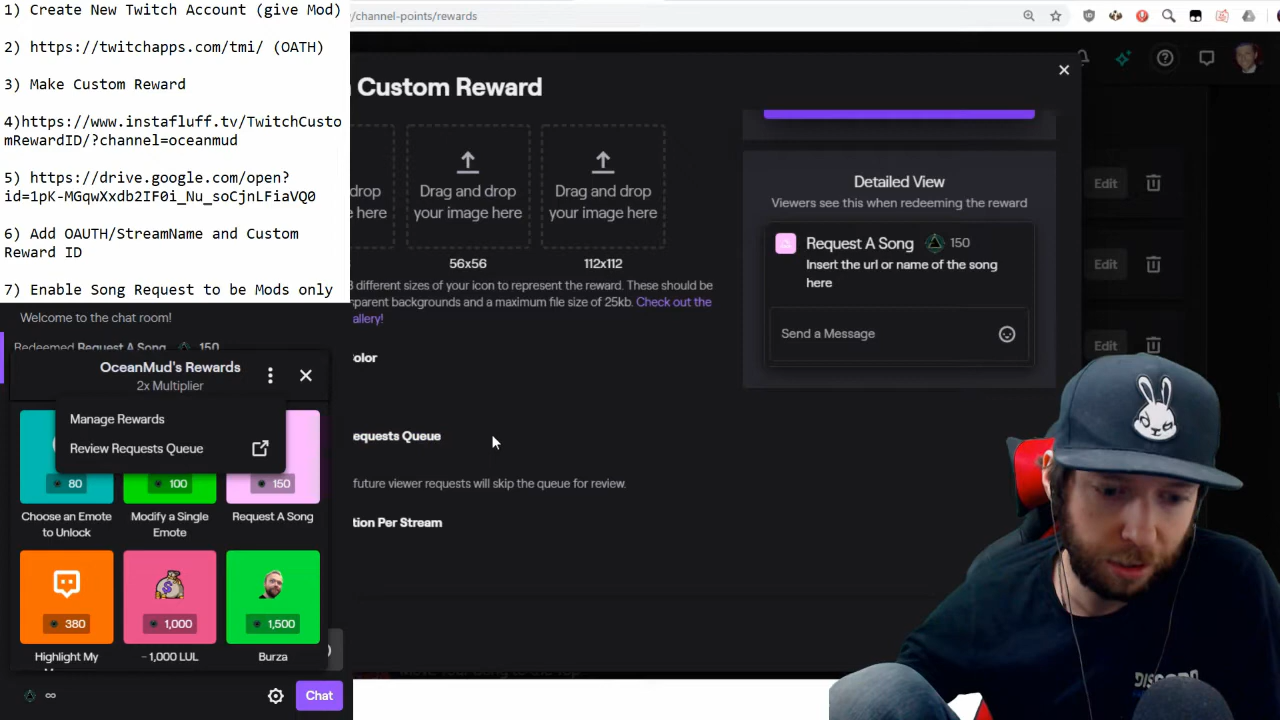 1) Create New Twitch Account (give Mod)
2) https://twitchapps.com/tmi/ (OATH)
3) Make Custom Reward
4)https://www.instafluff.tv/TwitchCusto
mRewardID/?channel=oceanmud
5) https://drive.google.com/open?
id=1pK-MGqwXxdb2IF0i_Nu_soCjnLFiaVQ0
6) Add OAUTH/StreamName and Custom
Reward ID
7) Enable Song Request to be Mods only
Welcome to the chat room!
Redeemed Request A Song 150
OceanMud's Rewards
2x Multiplier
Manage Rewards
Review Requests Queue
80
100
150
Choose an Emote
to Unlock
Modify a Single
Emote
Request A Song
380
1,000
1,500
Highlight My
- 1,000 LUL
Burza
∞
Chat
/channel-points/rewards
Custom Reward
drop
here
Drag and drop
your image here
Drag and drop
your image here
56x56
112x112
3 different sizes of your icon to represent the reward. These should be
parent backgrounds and a maximum file size of 25kb. Check out the
allery!
olor
equests Queue
future viewer requests will skip the queue for review.
tion Per Stream
Detailed View
Viewers see this when redeeming the reward
Request A Song 150
Insert the url or name of the song
here
Send a Message
Edit
Edit
Edit